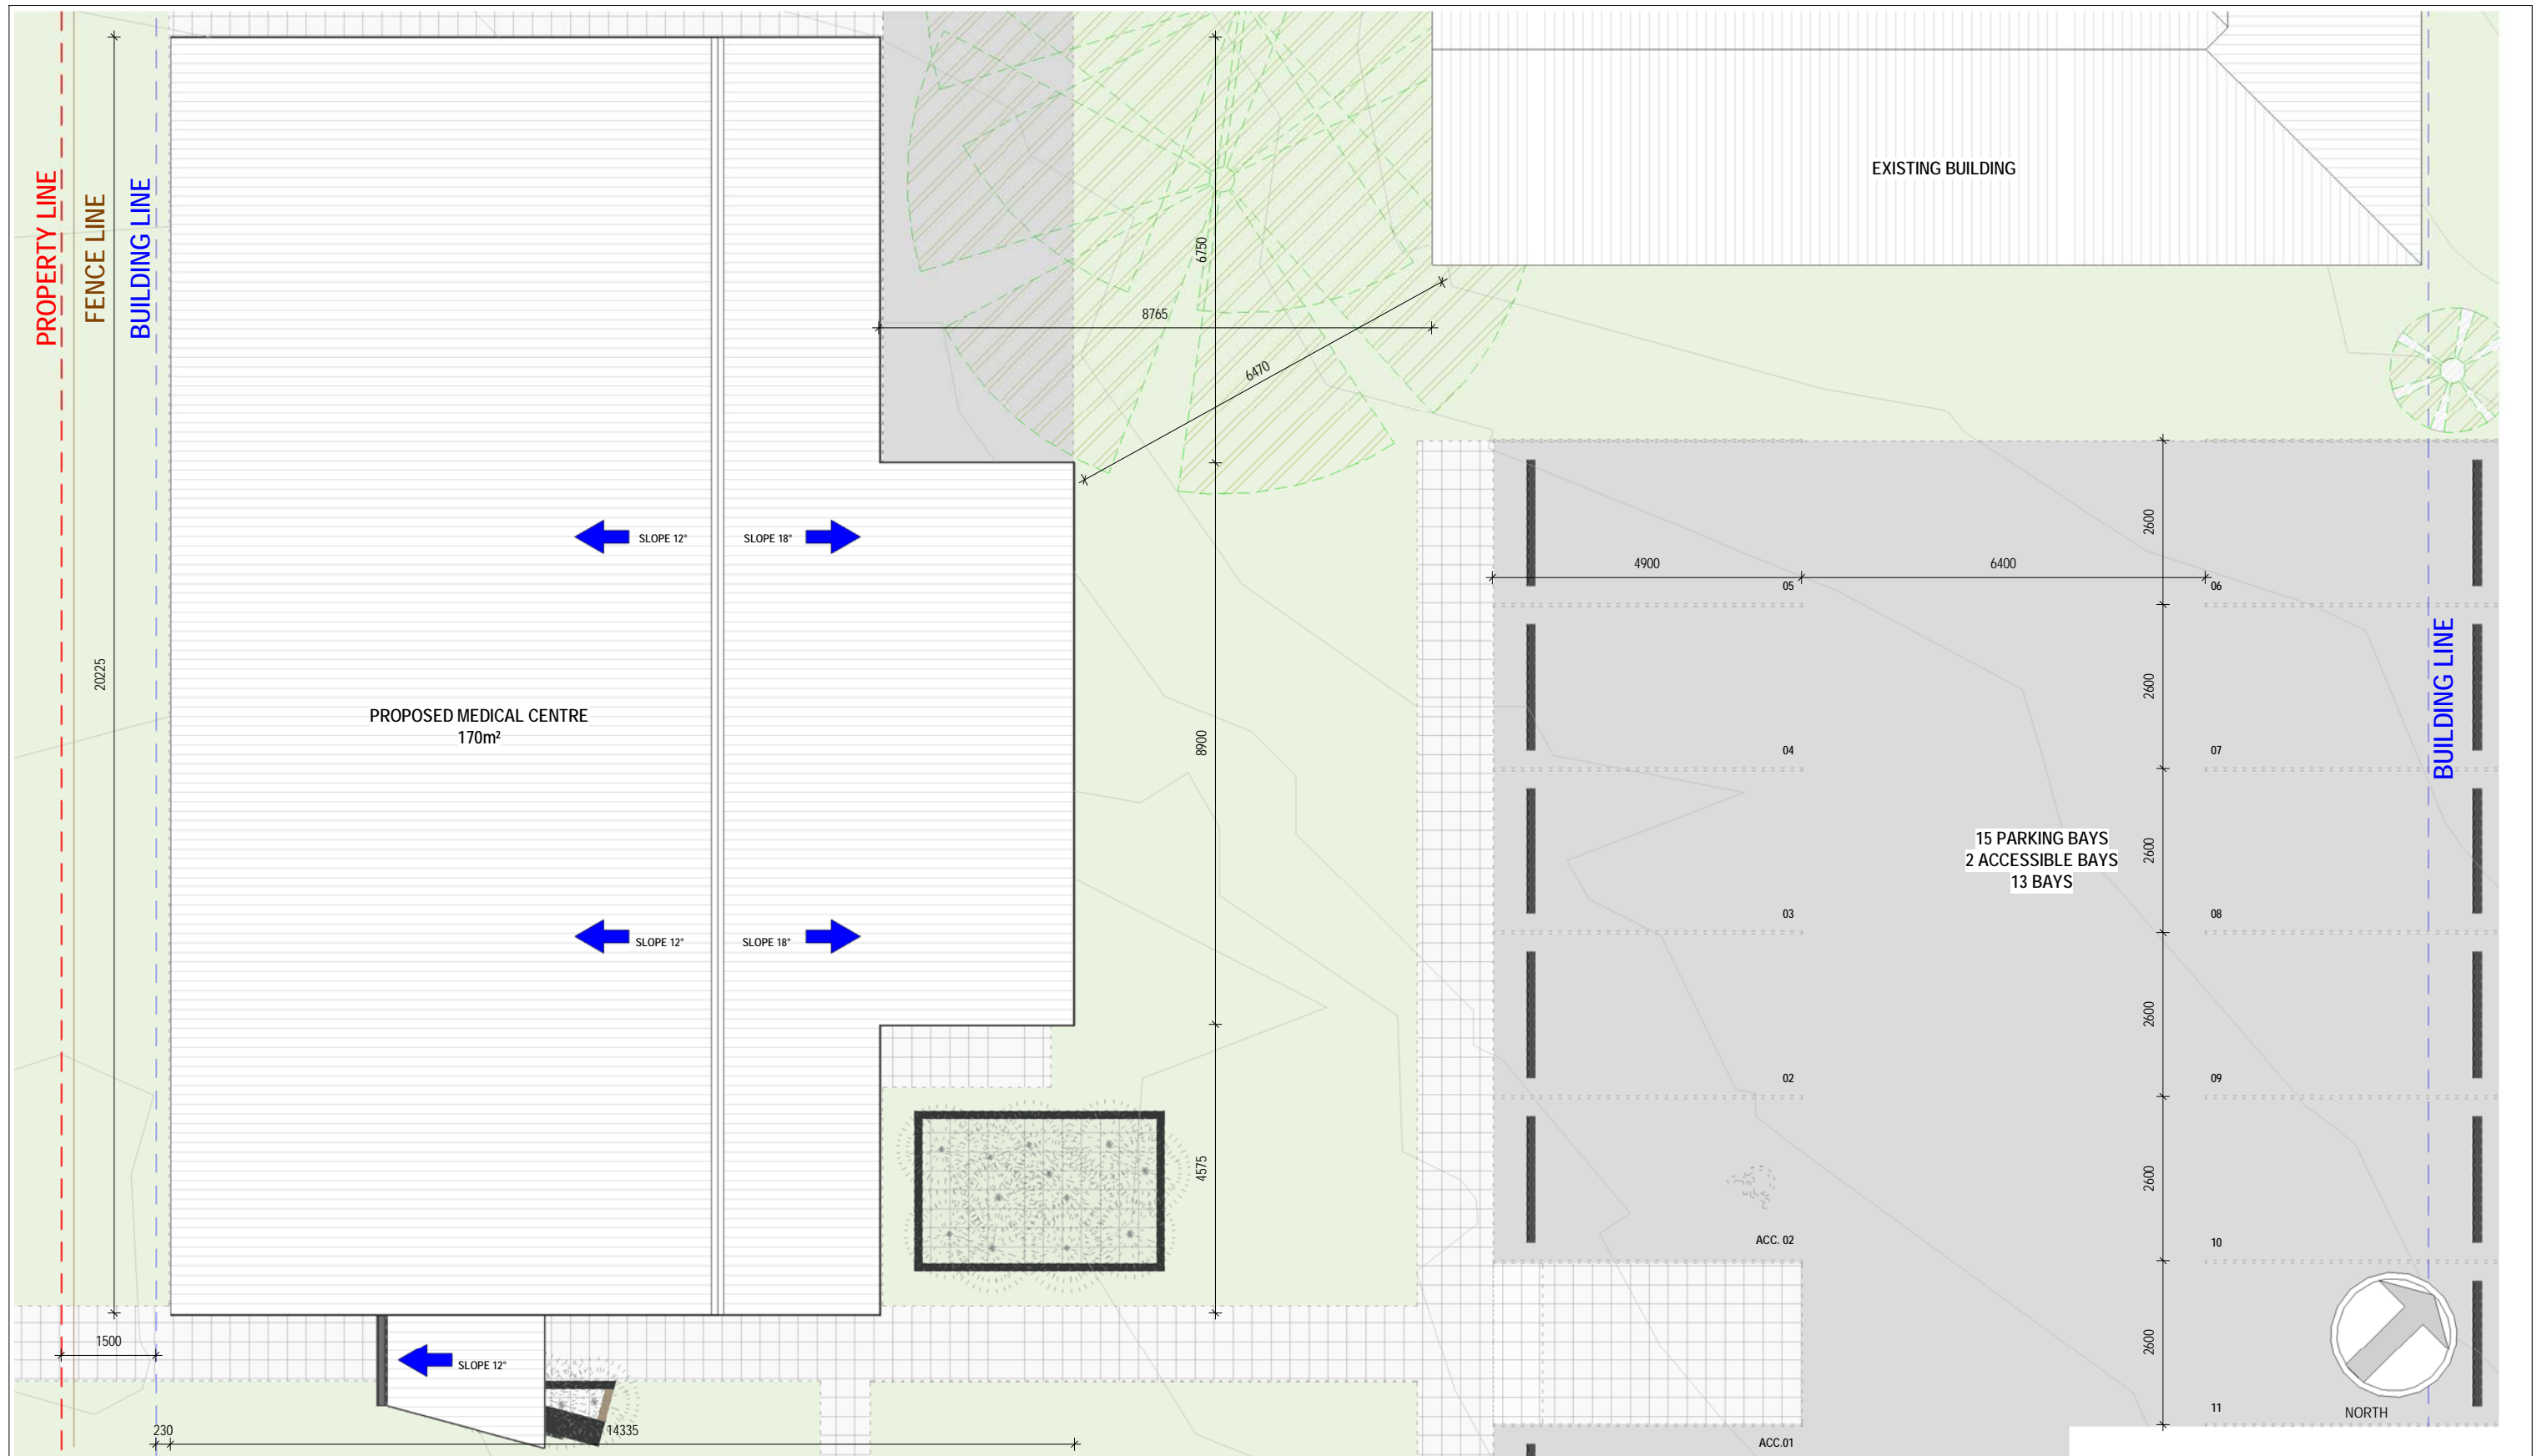 PROPERTY LINE
FENCE LINE
BUILDING LINE
EXISTING BUILDING
6750
8765
6470
SLOPE 12°
SLOPE 18°
2600
4900
6400
05
06
20225
2600
BUILDING LINE
PROPOSED MEDICAL CENTRE
170m²
8900
04
07
15 PARKING BAYS
2 ACCESSIBLE BAYS
13 BAYS
2600
03
08
SLOPE 12°
SLOPE 18°
2600
02
09
4575
2600
ACC. 02
10
1500
SLOPE 12°
2600
11
NORTH
230
14335
ACC.01